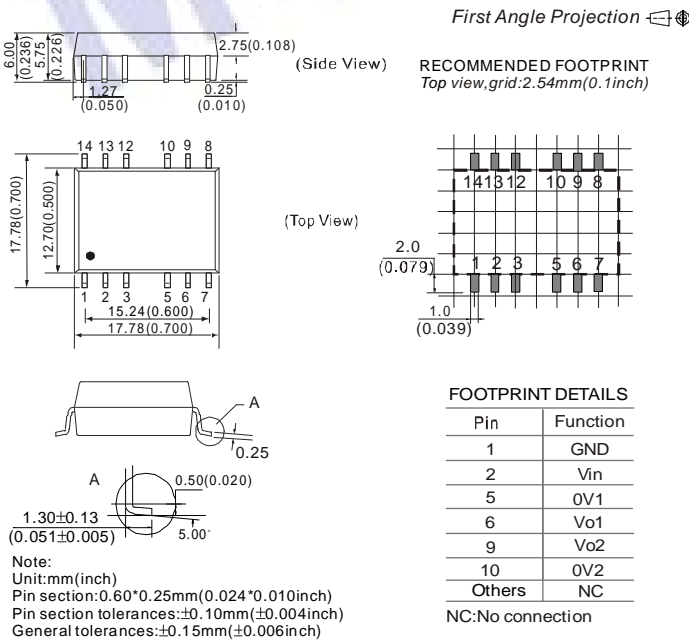 First Angle Projection
6.00
(0.236)
5.75
(0.226)
2.75(0.108)
1.27
(0.050)
0.25
(0.010)
(Side View)
RECOMMENDED FOOTPRINT
Top view,grid:2.54mm(0.1inch)
14 13 12 10 9 8
17.78(0.700)
12.70(0.500)
1 2 3 5 6 7
15.24(0.600)
17.78(0.700)
(Top View)
14 13 12 10 9 8
2.0
(0.079)
1 2 3 5 6 7
1.0
(0.039)
A
0.25
A
0.50(0.020)
1.30±0.13
(0.051±0.005)
5.00°
FOOTPRINT DETAILS
Pin Function
1 GND
2 Vin
5 0V1
6 Vo1
9 Vo2
10 0V2
Others NC
NC:No connection
Note:
Unit:mm(inch)
Pin section:0.60*0.25mm(0.024*0.010inch)
Pin section tolerances:±0.10mm(±0.004inch)
General tolerances:±0.15mm(±0.006inch)